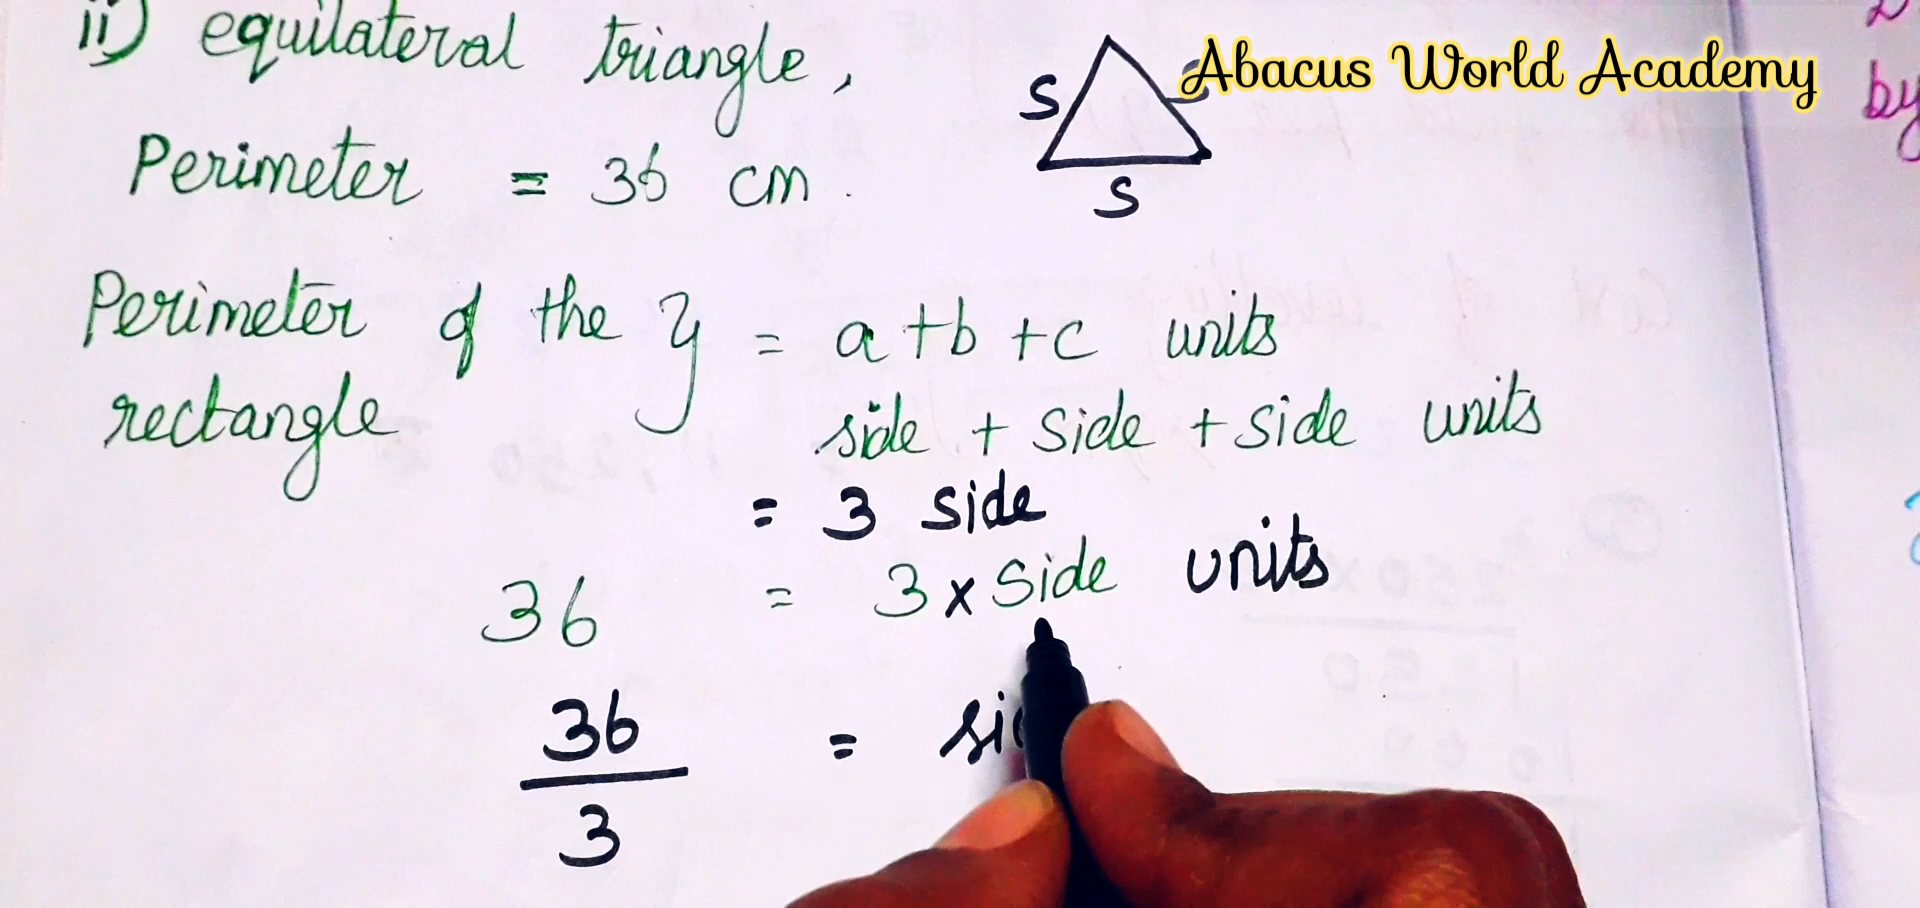 ii) equilateral triangle,
S
S
Abacus World Academy
by
Perimeter = 36 cm.
Perimeter of the } = a + b + c units
rectangle
side + side + side units
= 3 side
36 = 3 × side units
36
3
=